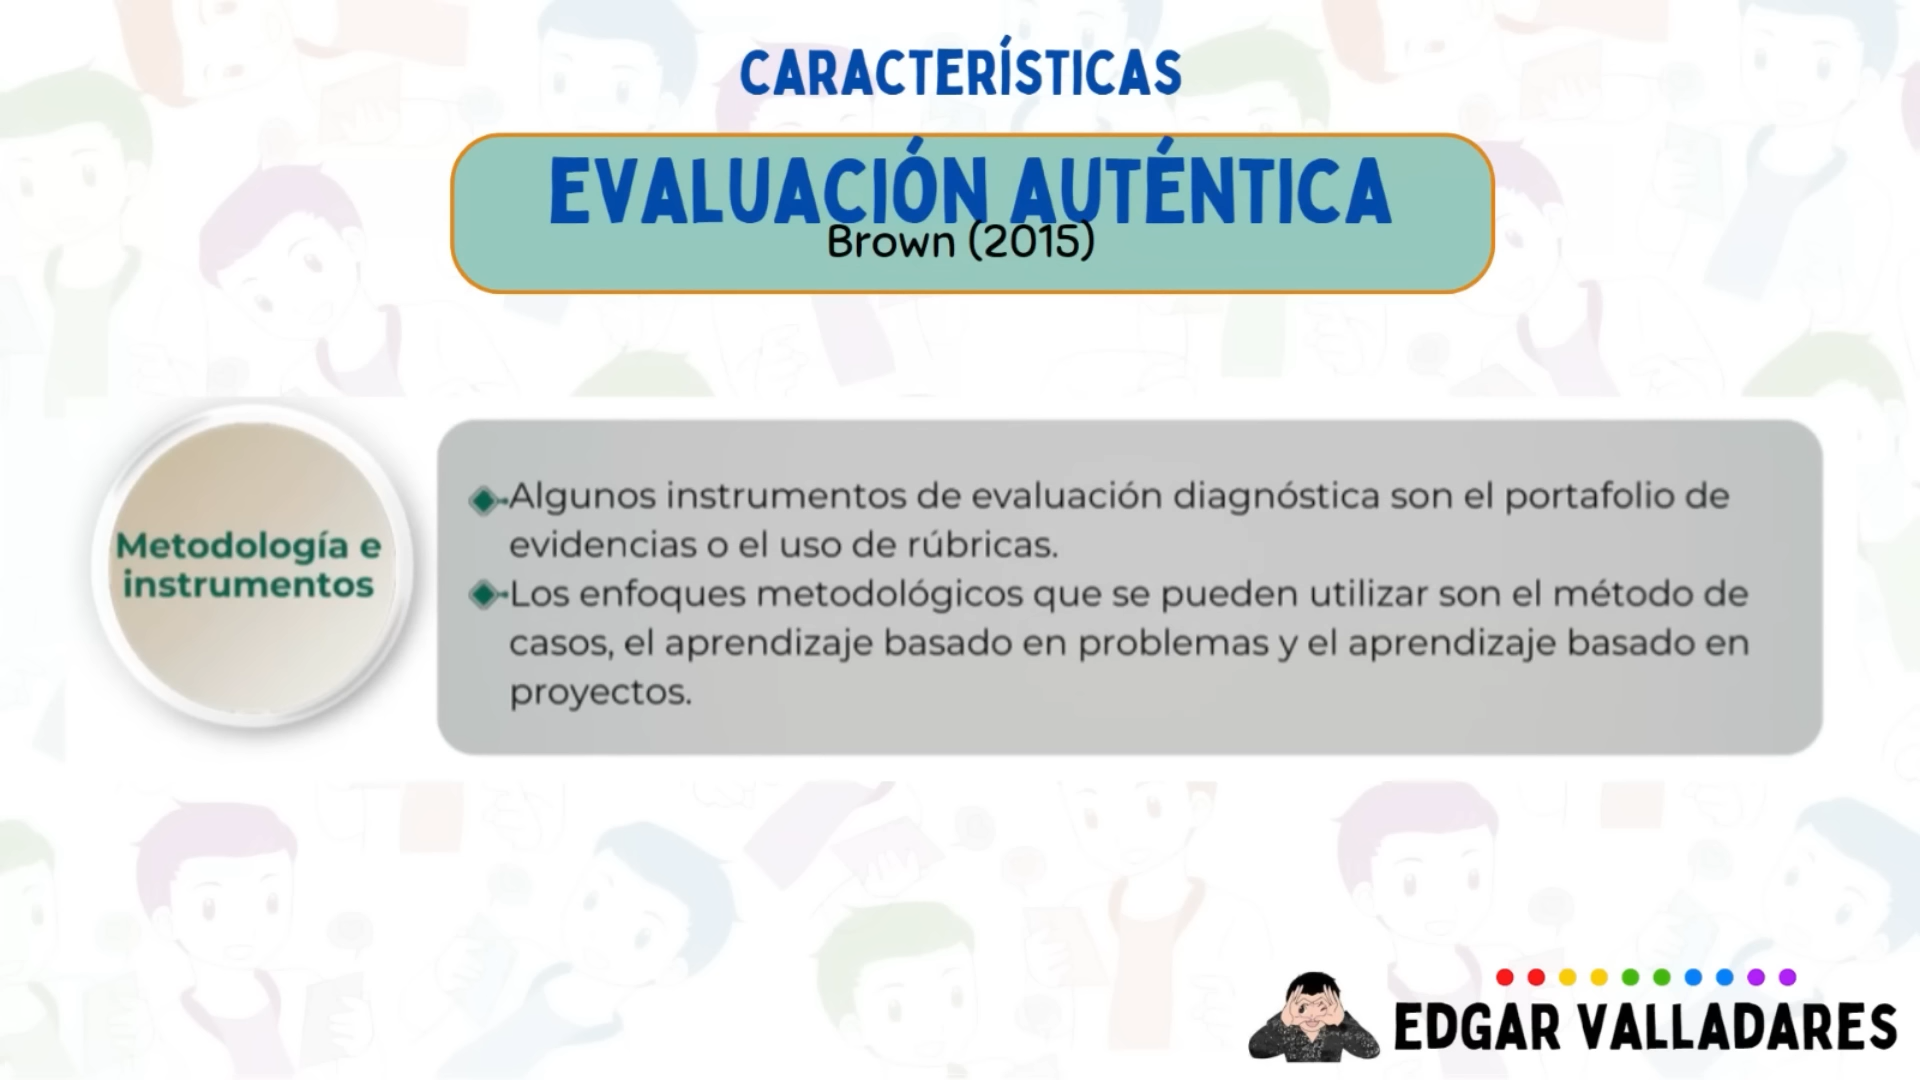 CARACTERÍSTICAS
EVALUACIÓN AUTÉNTICA
Brown (2015)
Metodología e
instrumentos
Algunos instrumentos de evaluación diagnóstica son el portafolio de
evidencias o el uso de rúbricas.
Los enfoques metodológicos que se pueden utilizar son el método de
casos, el aprendizaje basado en problemas y el aprendizaje basado en
proyectos.
EDGAR VALLADARES